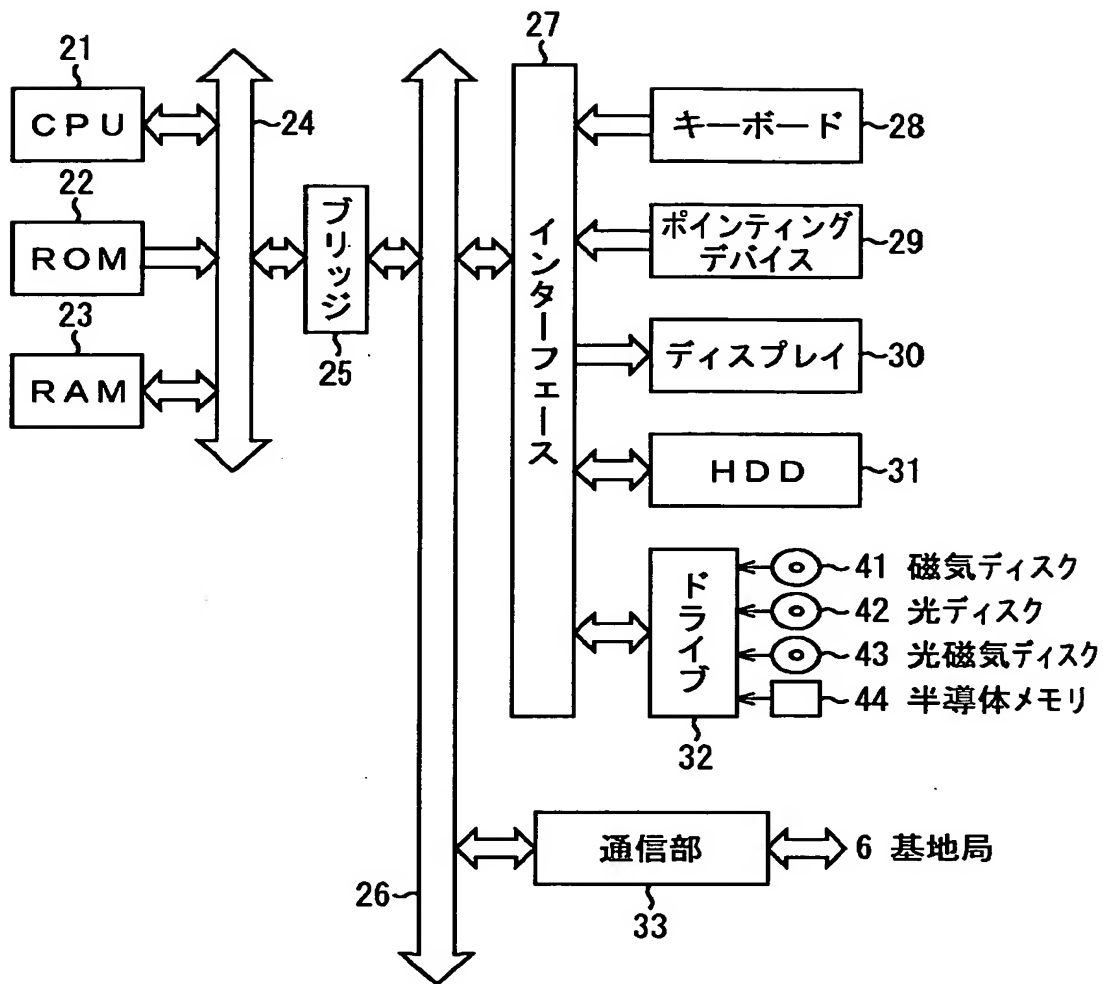 21
CPU
22
ROM
23
RAM
24
ブリッジ
25
26
27
インターフェース
キーボード 28
ポインティング
デバイス 29
ディスプレイ 30
HDD 31
ドライブ
32
41 磁気ディスク
42 光ディスク
43 光磁気ディスク
44 半導体メモリ
通信部
33
6 基地局